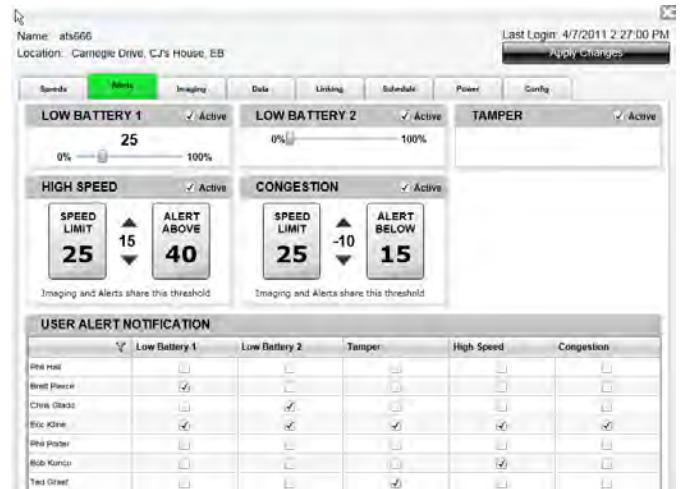 Name: ats666
Last Login: 4/7/2011 2:27:00 PM
Location: Carnegie Drive, CJ's House, EB
Apply Changes
Speeds Alerts Imaging Data Linking Schedule Power Config
LOW BATTERY 1 Active
25
0% 100%
LOW BATTERY 2 Active
0% 100%
TAMPER Active
HIGH SPEED Active
SPEED LIMIT 25
15
ALERT ABOVE 40
Imaging and Alerts share this threshold
CONGESTION Active
SPEED LIMIT 25
-10
ALERT BELOW 15
Imaging and Alerts share this threshold
USER ALERT NOTIFICATION
Low Battery 1 Low Battery 2 Tamper High Speed Congestion
Phil Hall
Brett Pierce
Chris
Eric Kline
Phil
Bob
Ted